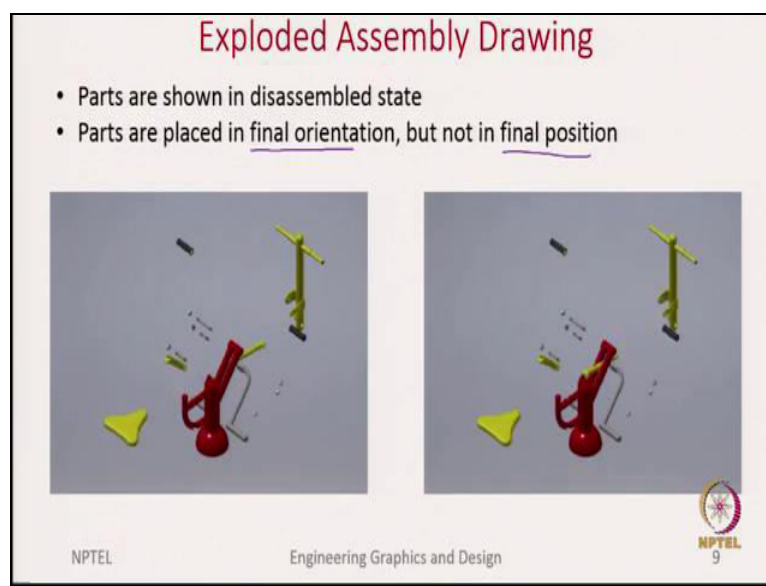 Exploded Assembly Drawing
• Parts are shown in disassembled state
• Parts are placed in final orientation, but not in final position
NPTEL
NPTEL
Engineering Graphics and Design
9